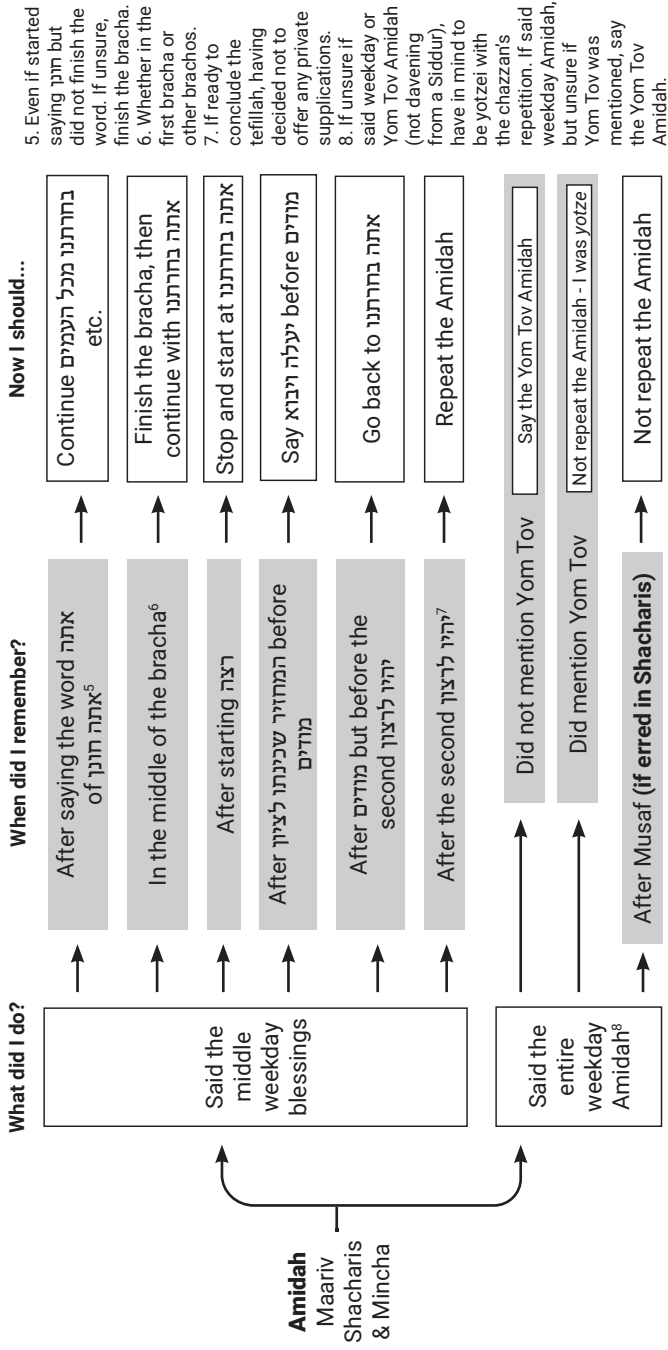 What did I do?
When did I remember?
Now I should...
Amidah
Maariv
Shacharis
& Mincha
Said the
middle
weekday
blessings
After saying the word אתה
of אתה חונן⁵
Continue בחרתנו מכל העמים
etc.
In the middle of the bracha⁶
Finish the bracha, then
continue with אתה בחרתנו
After starting רצה
Stop and start at אתה בחרתנו
After המחזיר שכינתו לציון before
מודים
Say יעלה ויבוא before מודים
After מודים but before the
second יהיו לרצון
Go back to אתה בחרתנו
After the second יהיו לרצון⁷
Repeat the Amidah
Said the
entire
weekday
Amidah⁸
Did not mention Yom Tov
Say the Yom Tov Amidah
Did mention Yom Tov
Not repeat the Amidah - I was yotze
After Musaf (if erred in Shacharis)
Not repeat the Amidah
5. Even if started
saying חונן but
did not finish the
word. If unsure,
finish the bracha.
6. Whether in the
first bracha or
other brachos.
7. If ready to
conclude the
tefillah, having
decided not to
offer any private
supplications.
8. If unsure if
said weekday or
Yom Tov Amidah
(not davening
from a Siddur),
have in mind to
be yotzei with
the chazzan's
repetition. If said
weekday Amidah,
but unsure if
Yom Tov was
mentioned, say
the Yom Tov
Amidah.